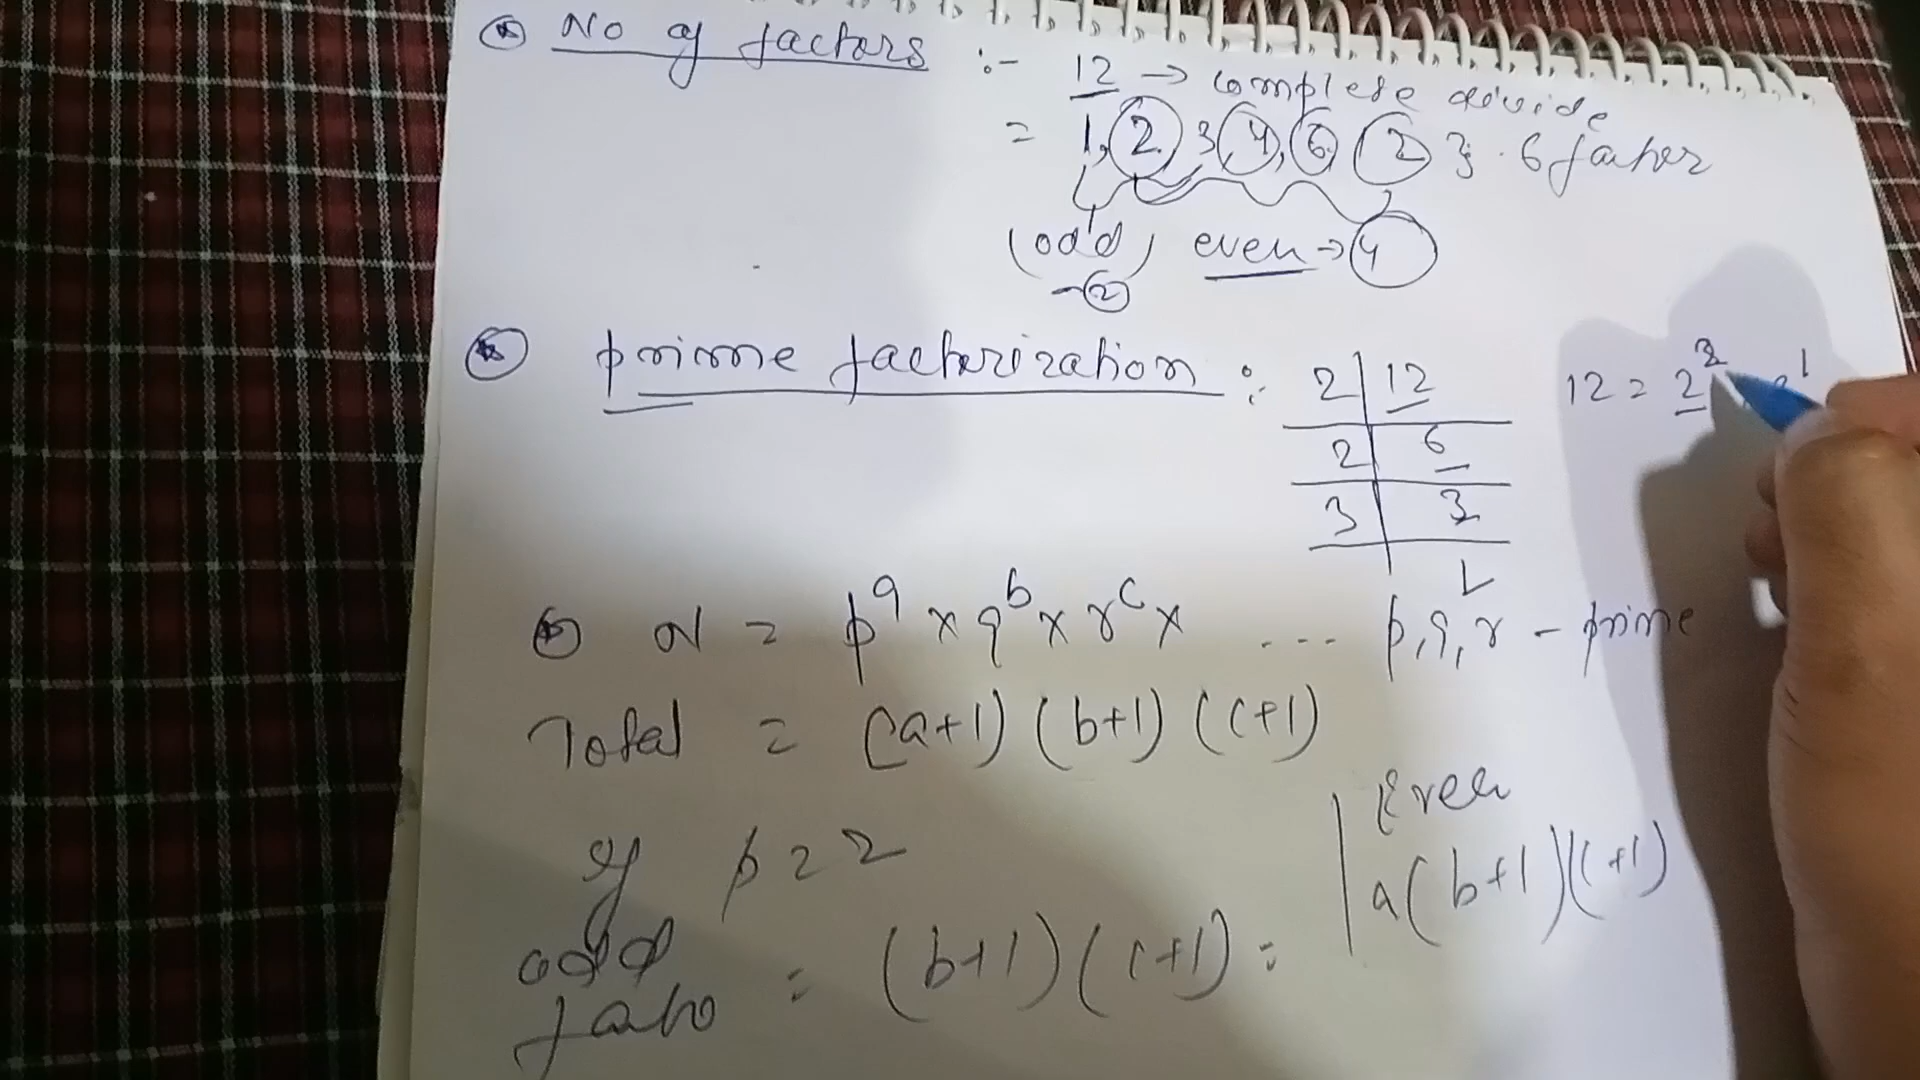 No of factors :- 12 → complete divide
= 1, 2, 3, 4, 6, 12 3. 6 factor
(odd) even → 4
-2
prime factorization : 2 | 12
12 = 2² 3¹
2 | 6
3 | 3
1
N = p^a × q^b × r^c × .... p, q, r - prime
Total = (a+1) (b+1) (c+1)
if p = 2
Even
a(b+1)(c+1)
odd = (b+1) (c+1) =